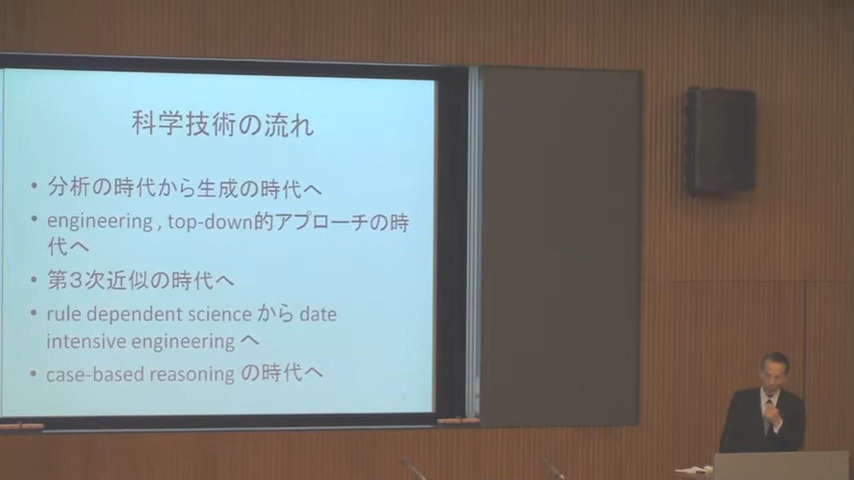 科学技術の流れ
• 分析の時代から生成の時代へ
• engineering , top-down的アプローチの時
代へ
• 第３次近似の時代へ
• rule dependent science から date
intensive engineering へ
• case-based reasoning の時代へ